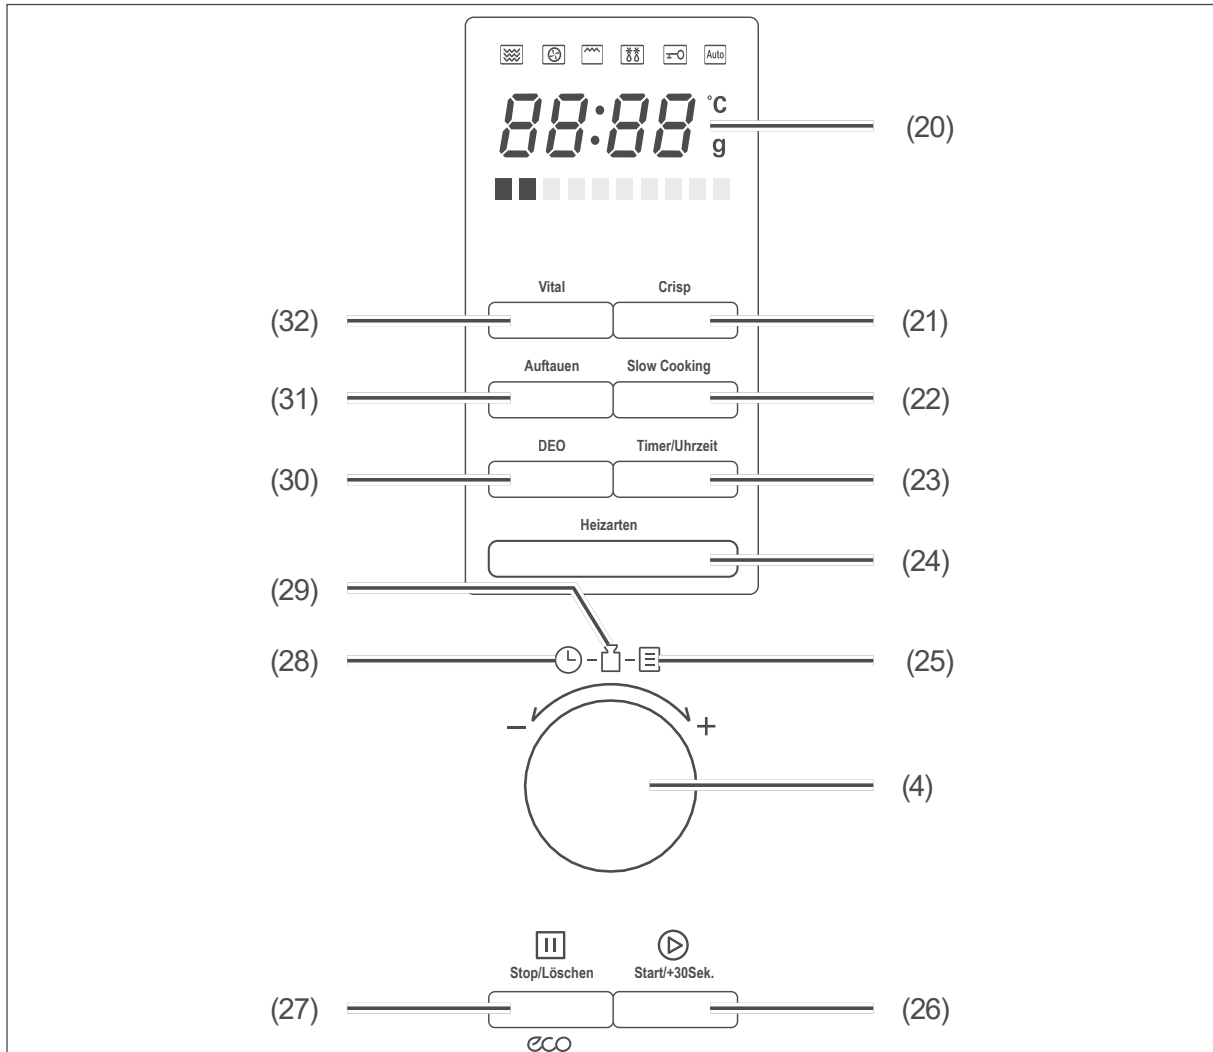 Auto
88:88 °C
g
(20)
Vital Crisp
(32) (21)
Auftauen Slow Cooking
(31) (22)
DEO Timer/Uhrzeit
(30) (23)
Heizarten
(24)
(29)
(28) (25)
− +
(4)
Stop/Löschen Start/+30Sek.
(27) (26)
eco